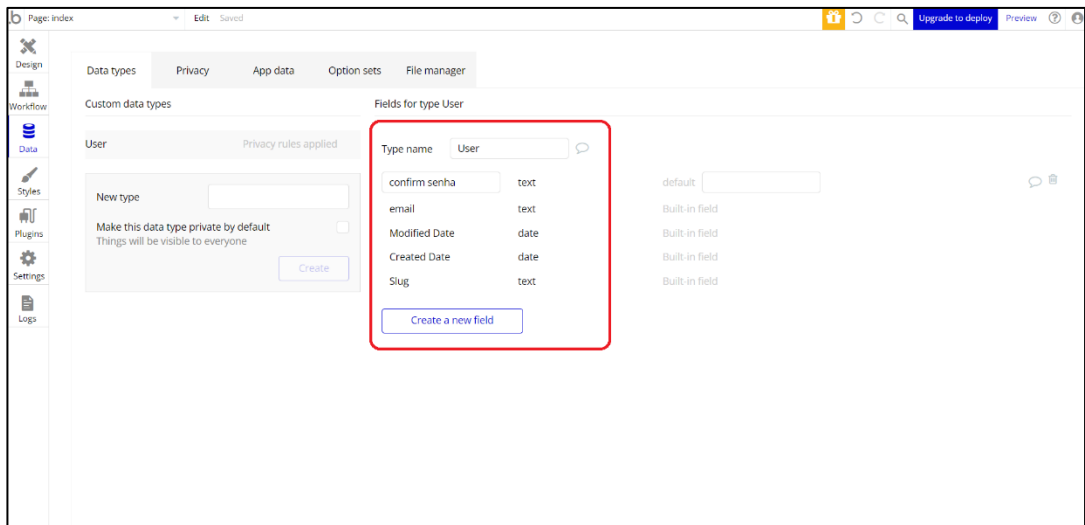 .b Page: index Edit Saved Upgrade to deploy Preview ?
Design
Workflow
Data
Styles
Plugins
Settings
Logs
Data types Privacy App data Option sets File manager
Custom data types
User Privacy rules applied
New type
Make this data type private by default
Things will be visible to everyone
Create
Fields for type User
Type name User
confirm senha text default
email text Built-in field
Modified Date date Built-in field
Created Date date Built-in field
Slug text Built-in field
Create a new field